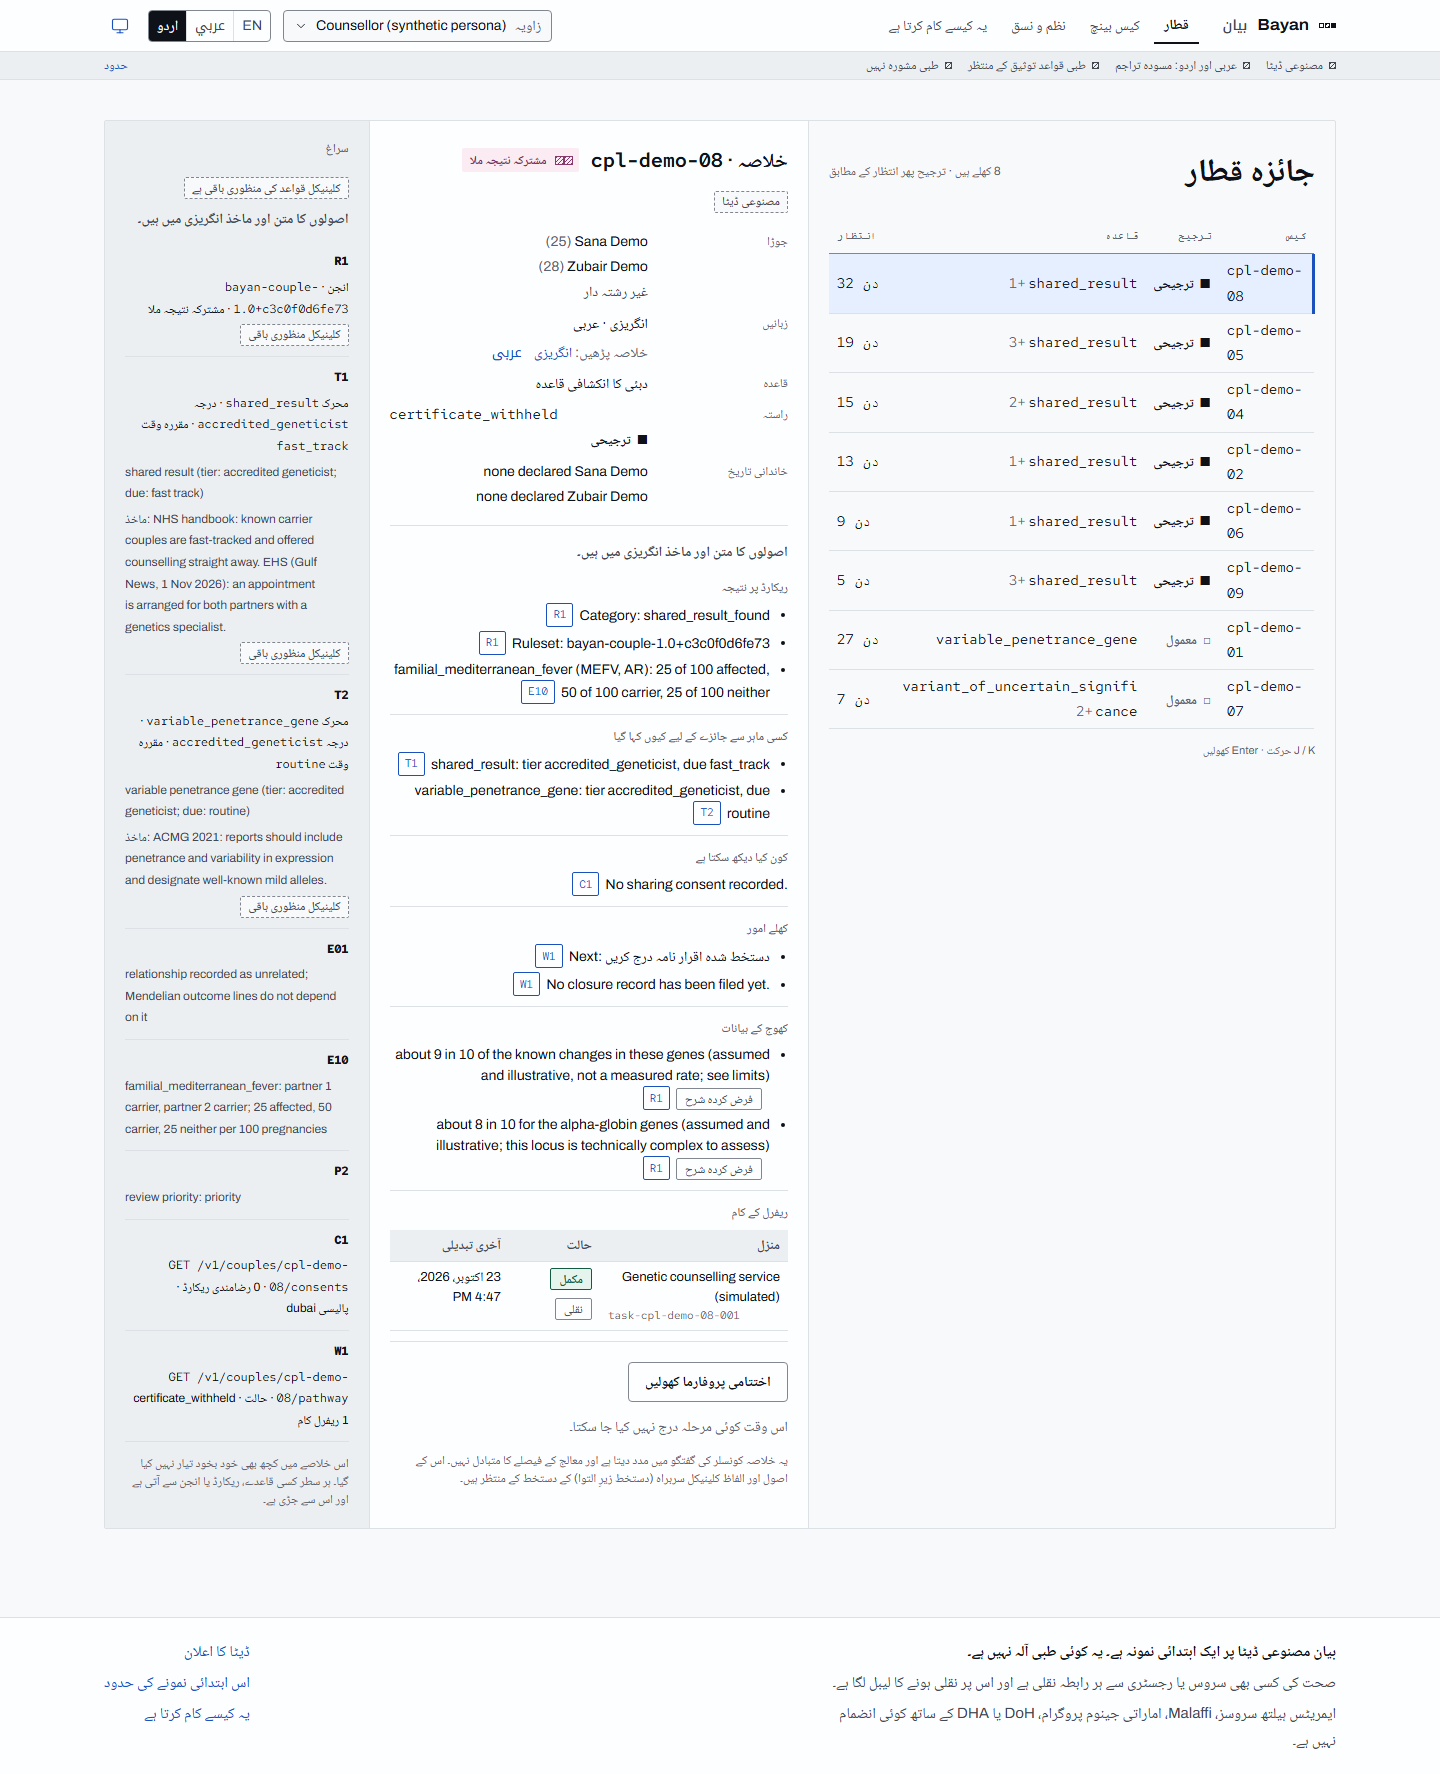 Bayan بیان
قطار
کیس بینچ
نظم و نسق
یہ کیسے کام کرتا ہے
زاویہ Counsellor (synthetic persona)
EN عربي اردو
مصنوعی ڈیٹا
عربی اور اردو: مسودہ تراجم
طبی قواعد توثیق کے منتظر
طبی مشورہ نہیں
حدود
جائزہ قطار
8 کھلے ہیں · ترجیح پھر انتظار کے مطابق
کیس ترجیح قاعدہ انتظار
cpl-demo-08 ترجیحی shared_result +1 32 دن
cpl-demo-05 ترجیحی shared_result +3 19 دن
cpl-demo-04 ترجیحی shared_result +2 15 دن
cpl-demo-02 ترجیحی shared_result +1 13 دن
cpl-demo-06 ترجیحی shared_result +1 9 دن
cpl-demo-09 ترجیحی shared_result +3 5 دن
cpl-demo-01 معمول variable_penetrance_gene 27 دن
cpl-demo-07 معمول variant_of_uncertain_significance +2 7 دن
J / K حرکت · Enter کھولیں
خلاصہ · cpl-demo-08
مشترکہ نتیجہ ملا
مصنوعی ڈیٹا
جوڑا
Sana Demo (25)
Zubair Demo (28)
غیر رشتہ دار
زبانیں
انگریزی · عربی
خلاصہ پڑھیں: انگریزی عربی
قاعدہ
دبئی کا انکشافی قاعدہ
راستہ
certificate_withheld
ترجیحی
خاندانی تاریخ
none declared Sana Demo
none declared Zubair Demo
اصولوں کا متن اور ماخذ انگریزی میں ہیں۔
ریکارڈ پر نتیجہ
Category: shared_result_found R1
Ruleset: bayan-couple-1.0+c3c0f0d6fe73 R1
familial_mediterranean_fever (MEFV, AR): 25 of 100 affected,
50 of 100 carrier, 25 of 100 neither E10
کسی ماہر سے جائزے کے لیے کیوں کہا گیا
shared_result: tier accredited_geneticist, due fast_track T1
variable_penetrance_gene: tier accredited_geneticist, due
routine T2
کون کیا دیکھ سکتا ہے
No sharing consent recorded. C1
کھلے امور
Next: دستخط شدہ اقرار نامہ درج کریں W1
No closure record has been filed yet. W1
کھوج کے بیانات
about 9 in 10 of the known changes in these genes (assumed
and illustrative, not a measured rate; see limits)
فرض کردہ شرح R1
about 8 in 10 for the alpha-globin genes (assumed and
illustrative; this locus is technically complex to assess)
فرض کردہ شرح R1
ریفرل کے کام
منزل حالت آخری تبدیلی
Genetic counselling service
(simulated)
task-cpl-demo-08-001
مکمل
نقلی
23 اکتوبر، 2026،
4:47 PM
اختتامی پروفارما کھولیں
اس وقت کوئی مرحلہ درج نہیں کیا جا سکتا۔
یہ خلاصہ کونسلر کی گفتگو میں مدد دیتا ہے اور معالج کے فیصلے کا متبادل نہیں۔ اس کے
اصول اور الفاظ کلینیکل سربراہ (دستخط زیر التوا) کے دستخط کے منتظر ہیں۔
سراغ
کلینیکل قواعد کی منظوری باقی ہے
اصولوں کا متن اور ماخذ انگریزی میں ہیں۔
R1
انجن · bayan-couple-
1.0+c3c0f0d6fe73 · مشترکہ نتیجہ ملا
کلینیکل منظوری باقی
T1
محرک shared_result · درجہ
accredited_geneticist · مقررہ وقت
fast_track
shared result (tier: accredited geneticist;
due: fast track)
ماخذ: NHS handbook: known carrier
couples are fast-tracked and offered
counselling straight away. EHS (Gulf
News, 1 Nov 2026): an appointment
is arranged for both partners with a
genetics specialist.
کلینیکل منظوری باقی
T2
محرک variable_penetrance_gene ·
درجہ accredited_geneticist · مقررہ
وقت routine
variable penetrance gene (tier: accredited
geneticist; due: routine)
ماخذ: ACMG 2021: reports should include
penetrance and variability in expression
and designate well-known mild alleles.
کلینیکل منظوری باقی
E01
relationship recorded as unrelated;
Mendelian outcome lines do not depend
on it
E10
familial_mediterranean_fever: partner 1
carrier, partner 2 carrier; 25 affected, 50
carrier, 25 neither per 100 pregnancies
P2
review priority: priority
C1
GET /v1/couples/cpl-demo-
08/consents · 0 رضامندی ریکارڈ ·
پالیسی dubai
W1
GET /v1/couples/cpl-demo-
08/pathway · حالت · certificate_withheld
1 ریفرل کام
اس خلاصے میں کچھ بھی خود بخود تیار نہیں کیا
گیا۔ ہر سطر کسی قاعدے، ریکارڈ یا انجن سے آتی ہے
اور اس سے جڑی ہے۔
بیان مصنوعی ڈیٹا پر ایک ابتدائی نمونہ ہے۔ یہ کوئی طبی آلہ نہیں ہے۔
صحت کی کسی بھی سروس یا رجسٹری سے ہر رابطہ نقلی ہے اور اس پر نقلی ہونے کا لیبل لگا ہے۔
ایمریٹس ہیلتھ سروسز، Malaffi، اماراتی جینوم پروگرام، DoH یا DHA کے ساتھ کوئی انضمام
نہیں ہے۔
ڈیٹا کا اعلان
اس ابتدائی نمونے کی حدود
یہ کیسے کام کرتا ہے